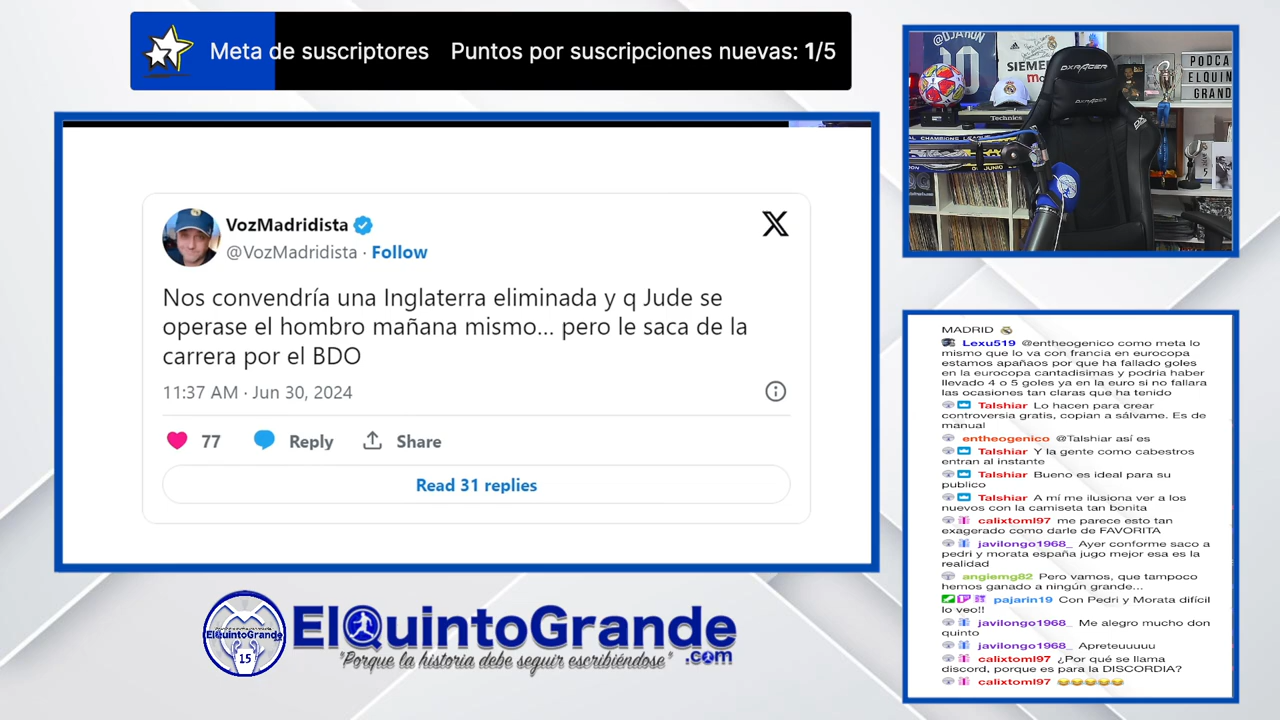 Meta de suscriptores Puntos por suscripciones nuevas: 1/5
VozMadridista
@VozMadridista · Follow
Nos convendría una Inglaterra eliminada y q Jude se
operase el hombro mañana mismo... pero le saca de la
carrera por el BDO
11:37 AM · Jun 30, 2024
77 Reply Share
Read 31 replies
ElQuintoGrande
15
ElQuintoGrande
"Porque la historia debe seguir escribiéndose"
.com
@DJARON
10
SIEMEN
DXRACER
DXRACER
Technics
PODCA
ELQUIN
GRAND
MADRID
Lexu519 @entheogenico como meta lo
mismo que lo va con francia en eurocopa
estamos apañaos por que ha fallado goles
en la eurocopa cantadisimas y podria haber
llevado 4 o 5 goles ya en la euro si no fallara
las ocasiones tan claras que ha tenido
Talshiar Lo hacen para crear
controversia gratis, copian a sálvame. Es de
manual
entheogenico @Talshiar así es
Talshiar Y la gente como cabestros
entran al instante
Talshiar Bueno es ideal para su
publico
Talshiar A mí me ilusiona ver a los
nuevos con la camiseta tan bonita
calixtoml97 me parece esto tan
exagerado como darle de FAVORITA
javilongo1968_ Ayer conforme saco a
pedri y morata españa jugo mejor esa es la
realidad
angiemg82 Pero vamos, que tampoco
hemos ganado a ningún grande...
pajarin19 Con Pedri y Morata difícil
lo veo!!
javilongo1968_ Me alegro mucho don
quinto
javilongo1968_ Apreteuuuuu
calixtoml97 ¿Por qué se llama
discord, porque es para la DISCORDIA?
calixtoml97 😂😂😂😂😂